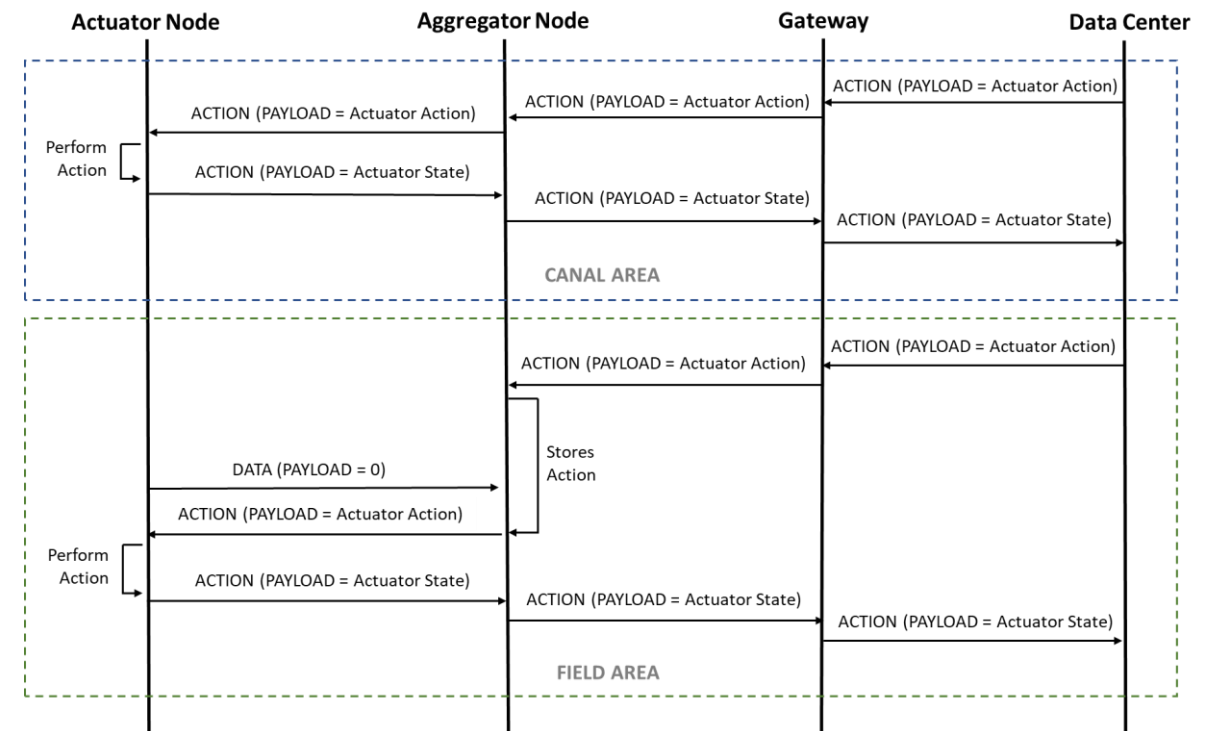 Actuator Node
Aggregator Node
Gateway
Data Center
ACTION (PAYLOAD = Actuator Action)
ACTION (PAYLOAD = Actuator Action)
ACTION (PAYLOAD = Actuator Action)
Perform
Action
ACTION (PAYLOAD = Actuator State)
ACTION (PAYLOAD = Actuator State)
ACTION (PAYLOAD = Actuator State)
CANAL AREA
ACTION (PAYLOAD = Actuator Action)
ACTION (PAYLOAD = Actuator Action)
Stores
Action
DATA (PAYLOAD = 0)
ACTION (PAYLOAD = Actuator Action)
Perform
Action
ACTION (PAYLOAD = Actuator State)
ACTION (PAYLOAD = Actuator State)
ACTION (PAYLOAD = Actuator State)
FIELD AREA